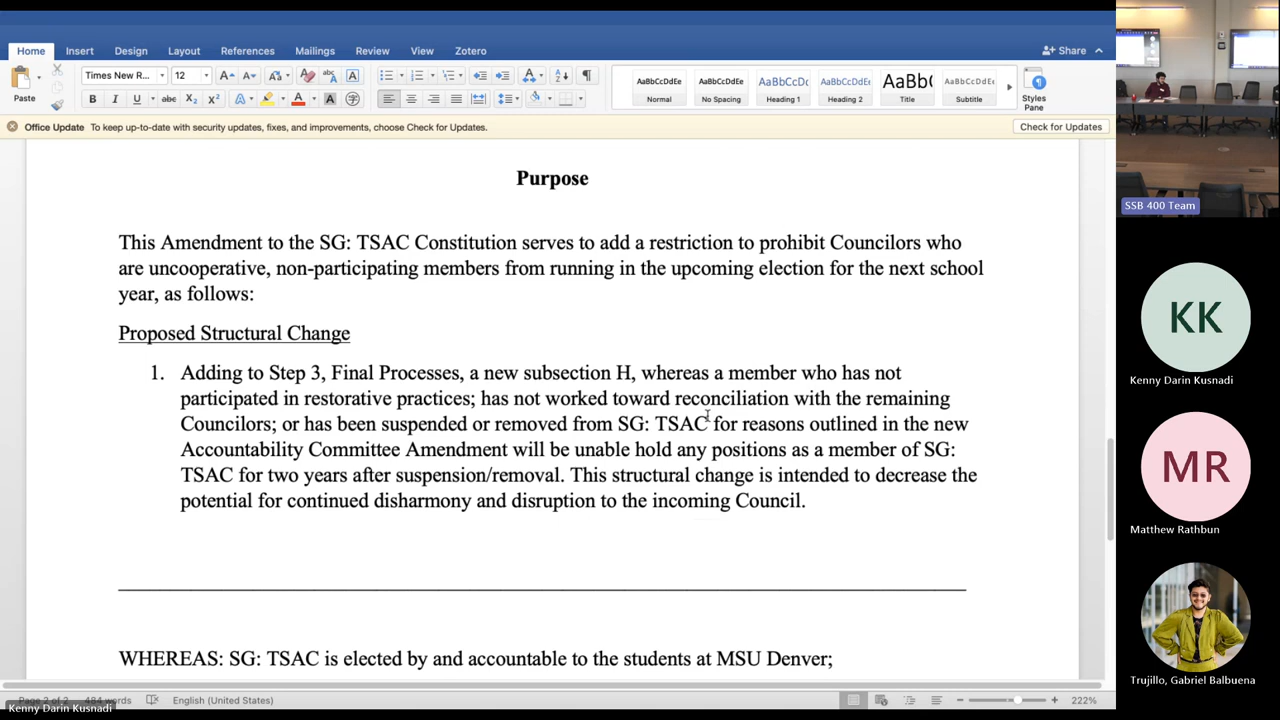 Home Insert Design Layout References Mailings Review View Zotero Share
Times New R... 12
AaBbCcDdEe AaBbCcDdEe AaBbCcDc AaBbCcDdEe AaBb( AaBbCcDdEe
Paste Normal No Spacing Heading 1 Heading 2 Title Subtitle Styles Pane
Office Update To keep up-to-date with security updates, fixes, and improvements, choose Check for Updates. Check for Updates
Purpose
This Amendment to the SG: TSAC Constitution serves to add a restriction to prohibit Councilors who
are uncooperative, non-participating members from running in the upcoming election for the next school
year, as follows:
Proposed Structural Change
1. Adding to Step 3, Final Processes, a new subsection H, whereas a member who has not
participated in restorative practices; has not worked toward reconciliation with the remaining
Councilors; or has been suspended or removed from SG: TSAC for reasons outlined in the new
Accountability Committee Amendment will be unable hold any positions as a member of SG:
TSAC for two years after suspension/removal. This structural change is intended to decrease the
potential for continued disharmony and disruption to the incoming Council.
WHEREAS: SG: TSAC is elected by and accountable to the students at MSU Denver;
Page 2 of 2 484 words English (United States) 222%
Kenny Darin Kusnadi
SSB 400 Team
KK
Kenny Darin Kusnadi
MR
Matthew Rathbun
Trujillo, Gabriel Balbuena